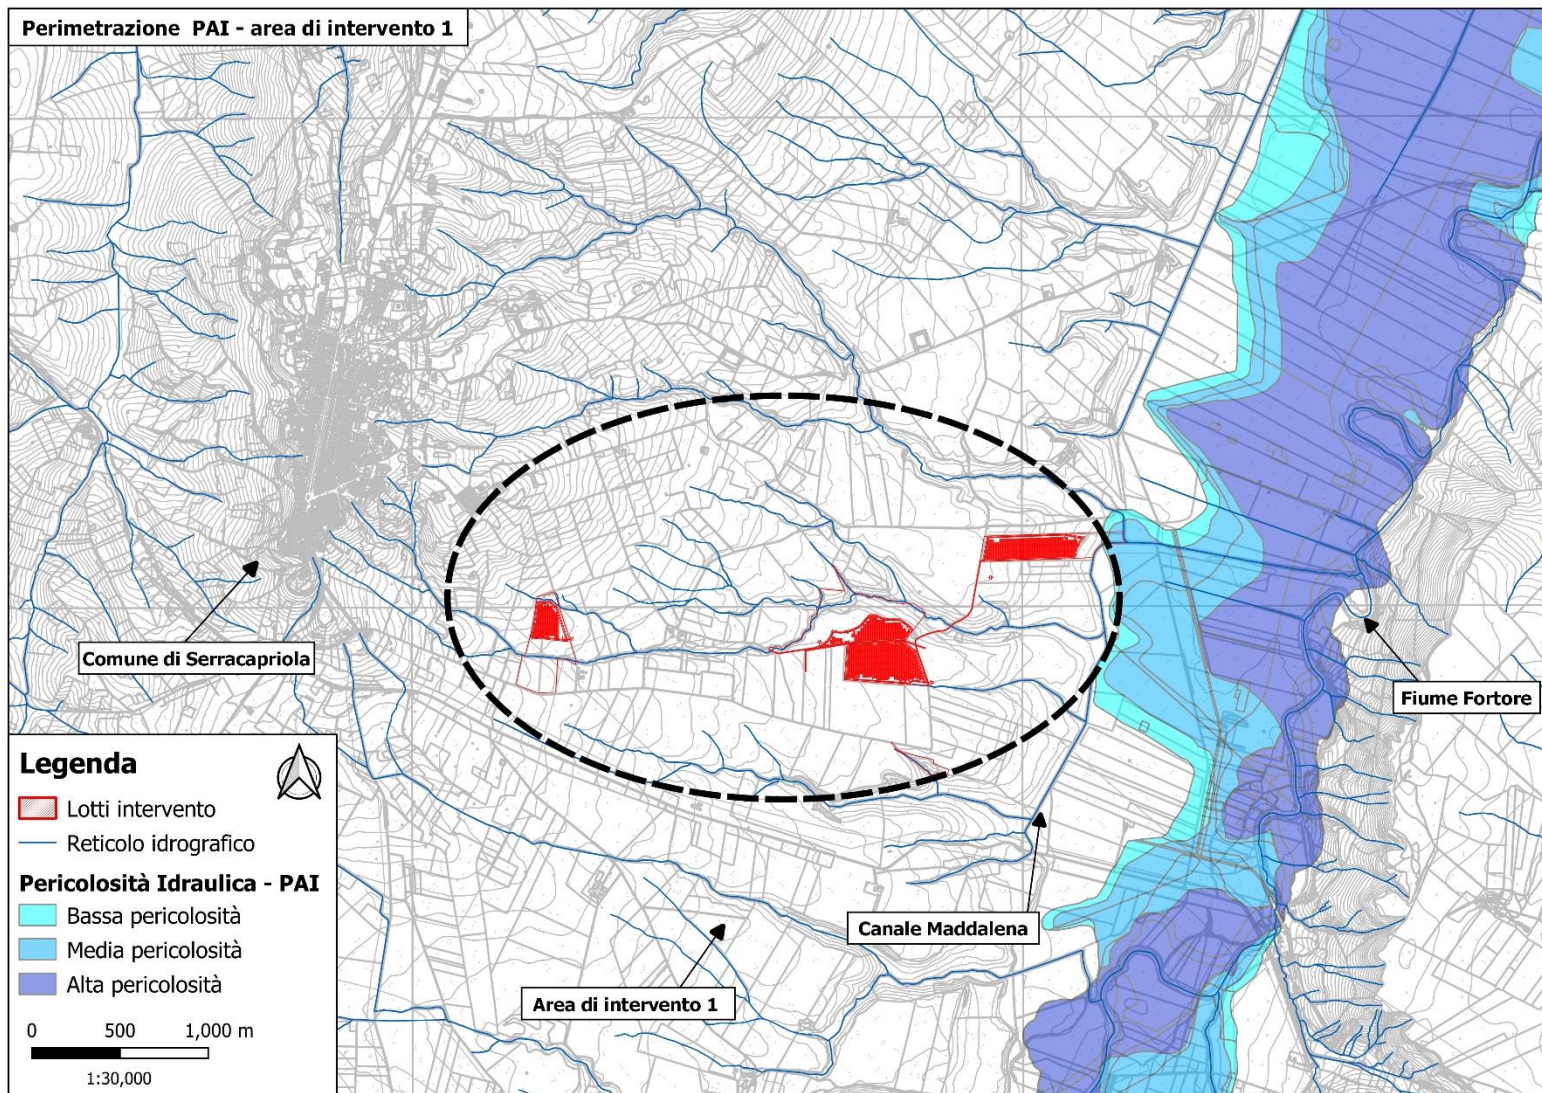 Perimetrazione PAI - area di intervento 1
Comune di Serracapriola
Fiume Fortore
Canale Maddalena
Area di intervento 1
Legenda
Lotti intervento
Reticolo idrografico
Pericolosità Idraulica - PAI
Bassa pericolosità
Media pericolosità
Alta pericolosità
0 500 1,000 m
1:30,000